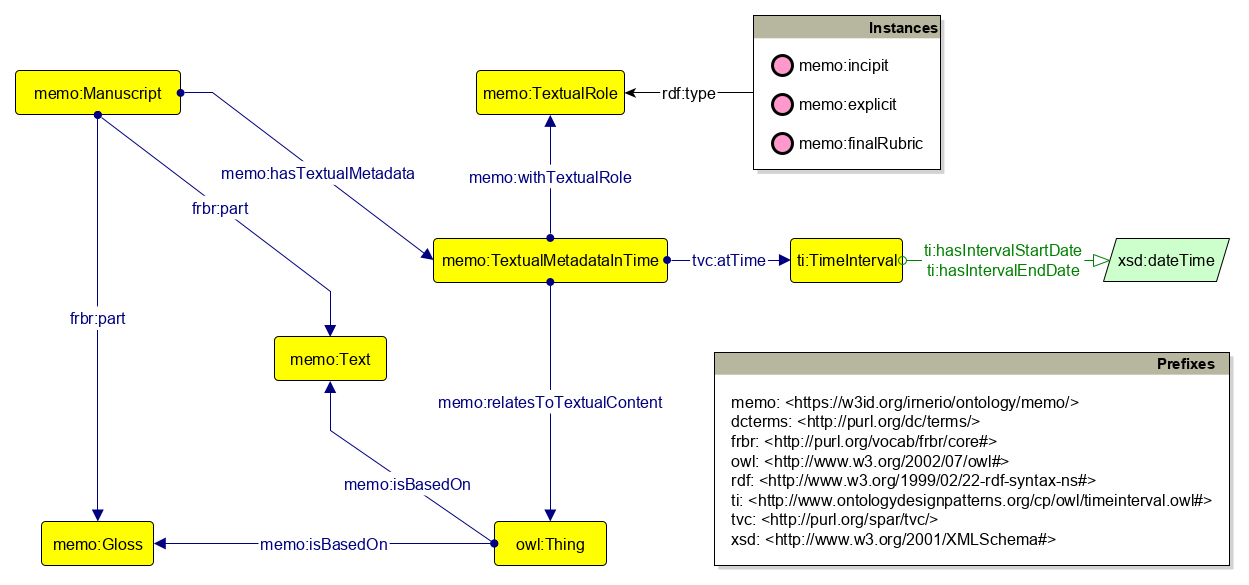 Instances
memo:incipit
memo:explicit
memo:finalRubric
memo:Manuscript
memo:TextualRole
rdf:type
memo:hasTextualMetadata
memo:withTextualRole
frbr:part
memo:TextualMetadataInTime
tvc:atTime
ti:TimeInterval
ti:hasIntervalStartDate
ti:hasIntervalEndDate
xsd:dateTime
frbr:part
memo:Text
memo:relatesToTextualContent
memo:isBasedOn
memo:Gloss
memo:isBasedOn
owl:Thing
Prefixes
memo: <https://w3id.org/irnerio/ontology/memo/>
dcterms: <http://purl.org/dc/terms/>
frbr: <http://purl.org/vocab/frbr/core#>
owl: <http://www.w3.org/2002/07/owl#>
rdf: <http://www.w3.org/1999/02/22-rdf-syntax-ns#>
ti: <http://www.ontologydesignpatterns.org/cp/owl/timeinterval.owl#>
tvc: <http://purl.org/spar/tvc/>
xsd: <http://www.w3.org/2001/XMLSchema#>